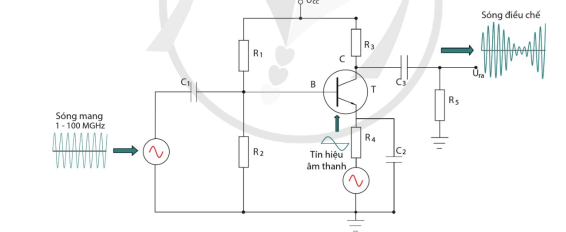 Ucc
Sóng điều chế
R1
R3
C
C1
B
T
C3
Ura
R5
Sóng mang
1 - 100 MGHz
R2
R4
C2
Tín hiệu
âm thanh